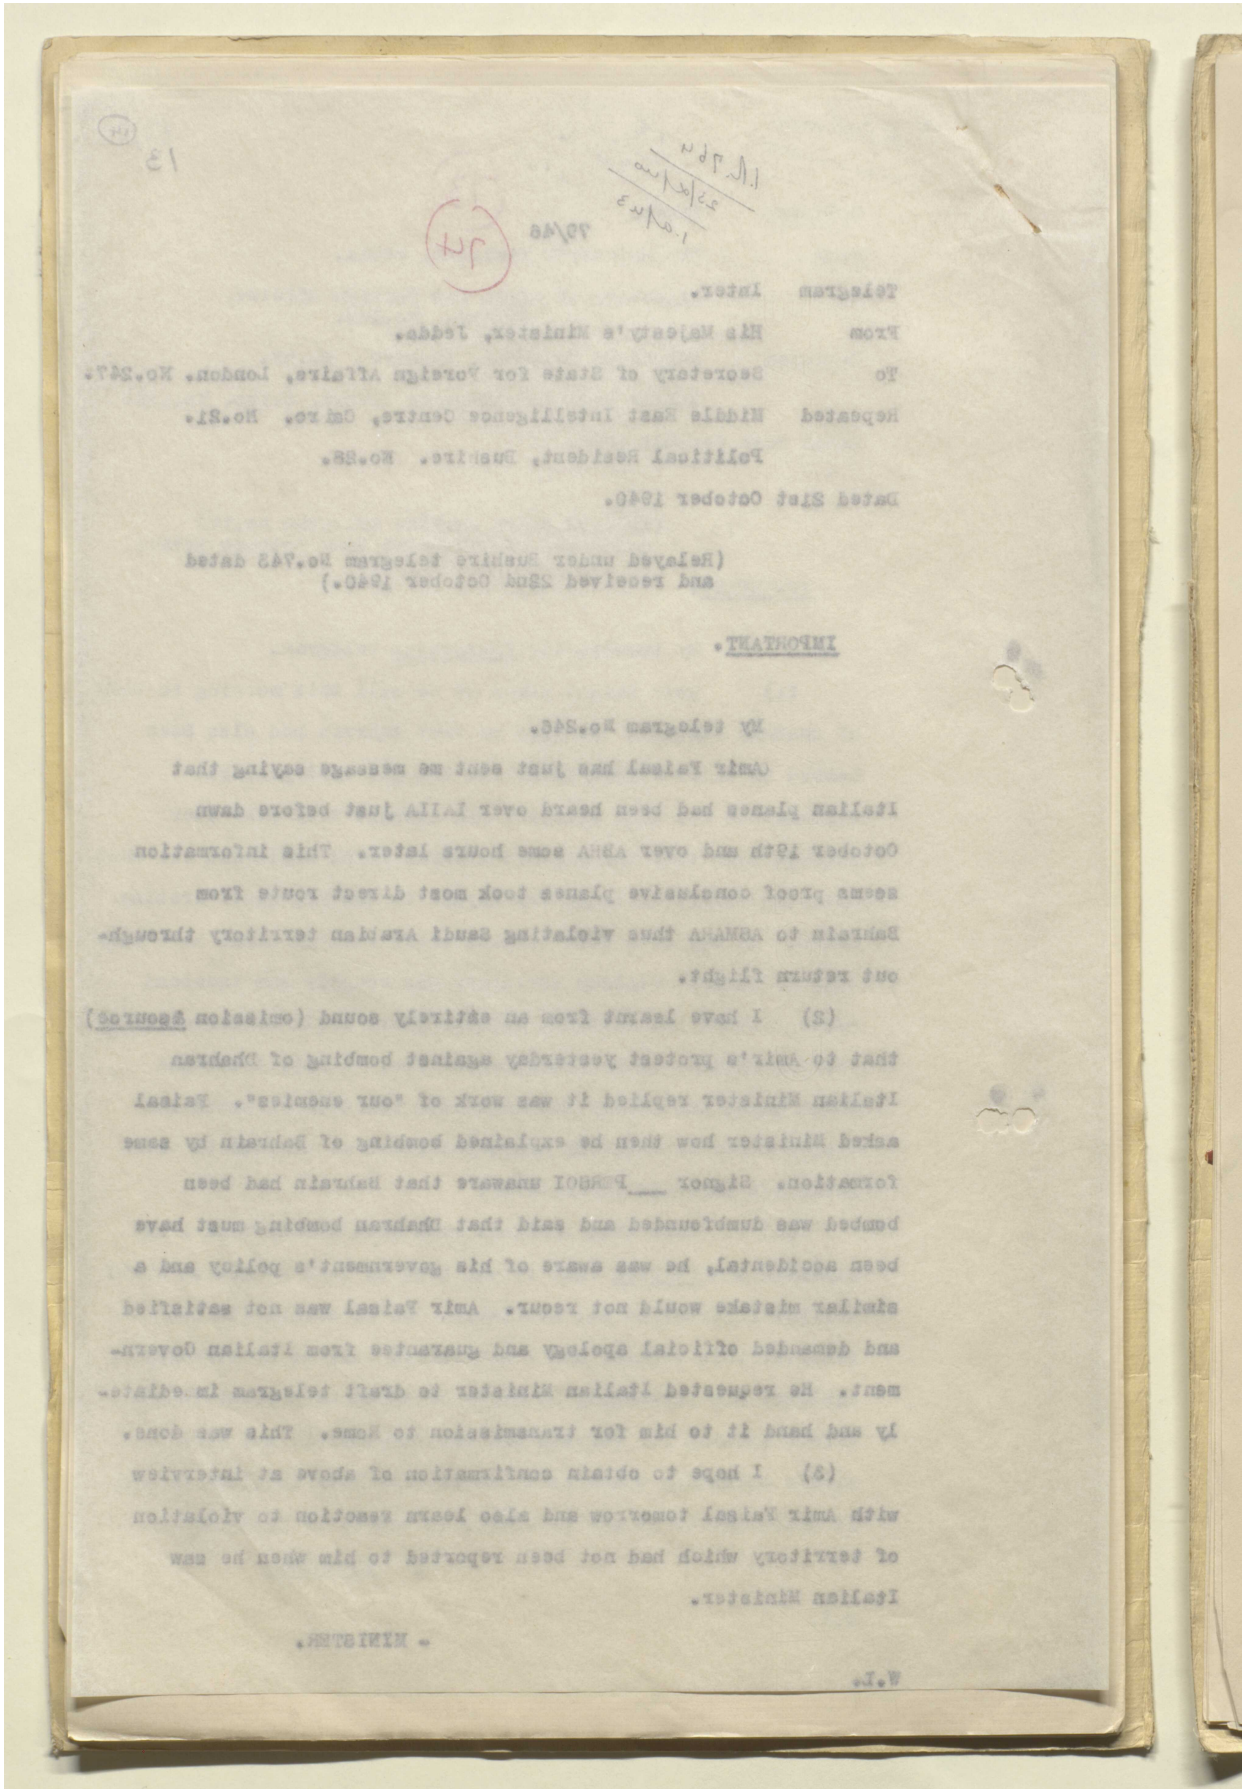 13
79/46
Telegram Inter.
From His Majesty's Minister, Jedda.
To Secretary of State for Foreign Affairs, London. No.247.
Repeated Middle East Intelligence Centre, Cairo. No.21.
Political Resident, Bushire. No.28.
Dated 21st October 1940.
(Relayed under Bushire telegram No.743 dated
and received 22nd October 1940.)
IMPORTANT.
My telegram No.246.
Amir Faisal has just sent me message saying that
Italian planes had been heard over LAILA just before dawn
October 19th and over ABHA some hours later. This information
seems proof conclusive planes took most direct route from
Bahrain to ASMARA thus violating Saudi Arabian territory through-
out return flight.
(2) I have learnt from an entirely sound (omission &source)
that to Amir's protest yesterday against bombing of Dhahran
Italian Minister replied it was work of "our enemies". Faisal
asked Minister how then he explained bombing of Bahrain by same
formation. Signor unaware that Bahrain had been
bombed was dumbfounded and said that Dhahran bombing must have
been accidental, he was aware of his government's policy and a
similar mistake would not recur. Amir Faisal was not satisfied
and demanded official apology and guarantee from Italian Govern-
ment. He requested Italian Minister to draft telegram immediate-
ly and hand it to him for transmission to Rome. This was done.
(3) I hope to obtain confirmation of above at interview
with Amir Faisal tomorrow and also learn reaction to violation
of territory which had not been reported to him when he saw
Italian Minister.
- MINISTER.
W.L.